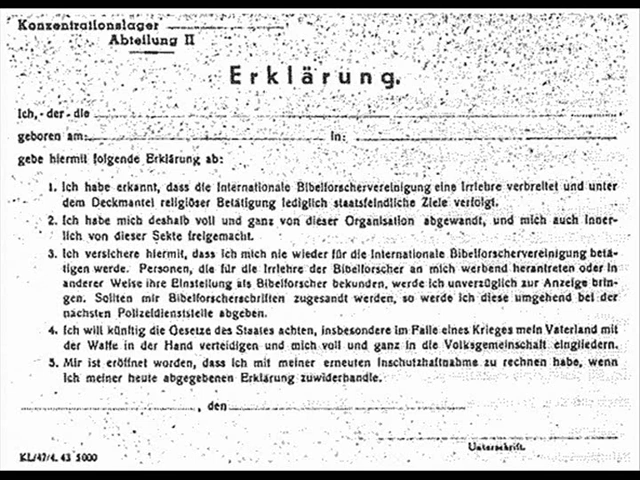 Konzentrationslager
Abteilung II
Erklärung.
Ich, - der - die
geboren am: in:
gebe hiermit folgende Erklärung ab:
1. Ich habe erkannt, dass die Internationale Bibelforschervereinigung eine Irrlehre verbreitet und unter
dem Deckmantel religiöser Betätigung lediglich staatsfeindliche Ziele verfolgt.
2. Ich habe mich deshalb voll und ganz von dieser Organisation abgewandt, und mich auch inner-
lich von dieser Sekte freigemacht.
3. Ich versichere hiermit, dass ich mich nie wieder für die Internationale Bibelforschervereinigung betä-
tigen werde. Personen, die für die Irrlehre der Bibelforscher an mich werbend herantreten oder in
anderer Weise ihre Einstellung als Bibelforscher bekunden, werde ich unverzüglich zur Anzeige brin-
gen. Sollten mir Bibelforscherschriften zugesandt werden, so werde ich diese umgehend bei der
nächsten Polizeidienststelle abgeben.
4. Ich will künftig die Gesetze des Staates achten, insbesondere im Falle eines Krieges mein Vaterland mit
der Waffe in der Hand verteidigen und mich voll und ganz in die Volksgemeinschaft eingliedern.
5. Mir ist eröffnet worden, dass ich mit meiner erneuten Inschutzhaftnahme zu rechnen habe, wenn
ich meiner heute abgegebenen Erklärung zuwiderhandle.
, den
Unterschrift.
KL/47/4. 43 5000